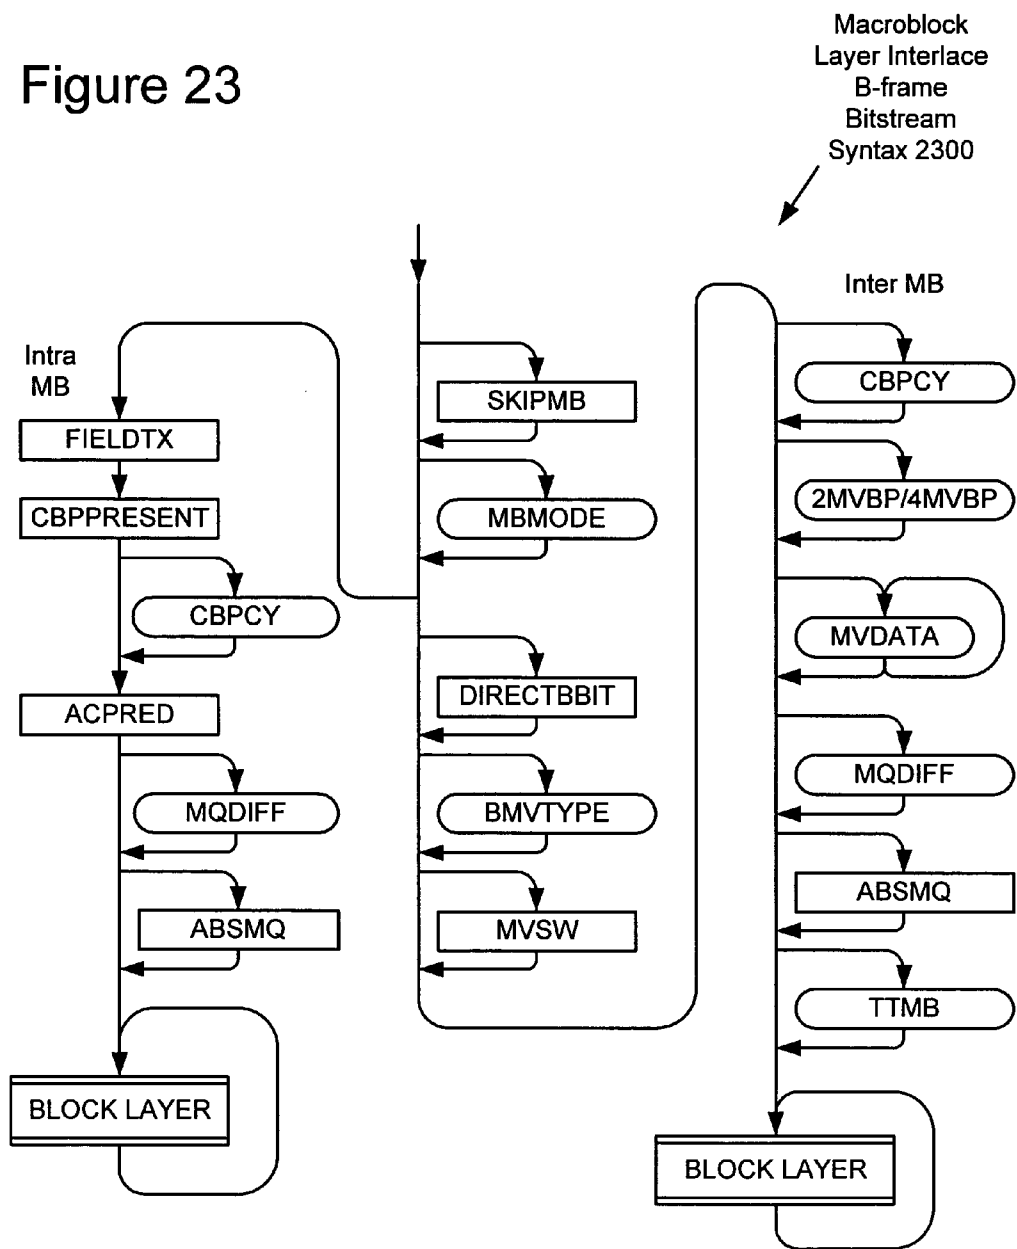 Figure 23
Macroblock
Layer Interlace
B-frame
Bitstream
Syntax 2300
Intra
MB
FIELDTX
CBPPRESENT
CBPCY
ACPRED
MQDIFF
ABSMQ
BLOCK LAYER
SKIPMB
MBMODE
DIRECTBBIT
BMVTYPE
MVSW
Inter MB
CBPCY
2MVBP/4MVBP
MVDATA
MQDIFF
ABSMQ
TTMB
BLOCK LAYER